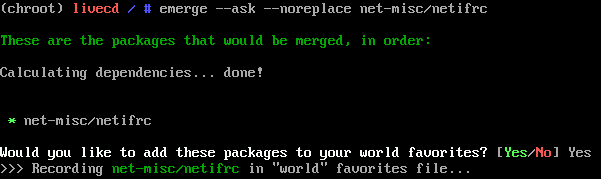 (chroot) livecd / # emerge --ask --noreplace net-misc/netifrc
These are the packages that would be merged, in order:
Calculating dependencies... done!
* net-misc/netifrc
Would you like to add these packages to your world favorites? [Yes/No] Yes
>>> Recording net-misc/netifrc in "world" favorites file...